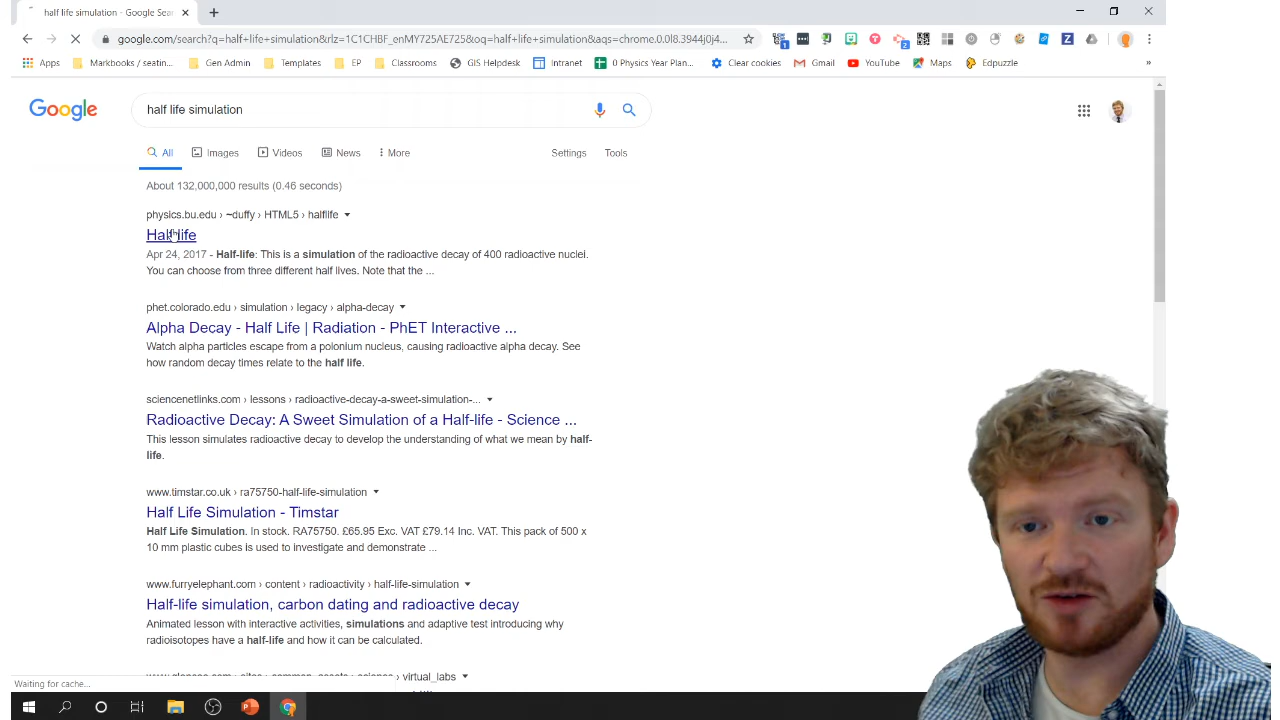 half life simulation - Google Sear
google.com/search?q=half+life+simulation&rlz=1C1CHBF_enMY725AE725&oq=half+life+simulation&aqs=chrome.0.0l8.3944j0j4...
Apps Markbooks / seatin... Gen Admin Templates EP Classrooms GIS Helpdesk Intranet 0 Physics Year Plan... Clear cookies Gmail YouTube Maps Edpuzzle »
Google half life simulation
All Images Videos News More Settings Tools
About 132,000,000 results (0.46 seconds)
physics.bu.edu › ~duffy › HTML5 › halflife
Half-life
Apr 24, 2017 - Half-life: This is a simulation of the radioactive decay of 400 radioactive nuclei.
You can choose from three different half lives. Note that the ...
phet.colorado.edu › simulation › legacy › alpha-decay
Alpha Decay - Half Life | Radiation - PhET Interactive ...
Watch alpha particles escape from a polonium nucleus, causing radioactive alpha decay. See
how random decay times relate to the half life.
sciencenetlinks.com › lessons › radioactive-decay-a-sweet-simulation-...
Radioactive Decay: A Sweet Simulation of a Half-life - Science ...
This lesson simulates radioactive decay to develop the understanding of what we mean by half-
life.
www.timstar.co.uk › ra75750-half-life-simulation
Half Life Simulation - Timstar
Half Life Simulation. In stock. RA75750. £65.95 Exc. VAT £79.14 Inc. VAT. This pack of 500 x
10 mm plastic cubes is used to investigate and demonstrate ...
www.furryelephant.com › content › radioactivity › half-life-simulation
Half-life simulation, carbon dating and radioactive decay
Animated lesson with interactive activities, simulations and adaptive test introducing why
radioisotopes have a half-life and how it can be calculated.
› virtual_labs
Waiting for cache...